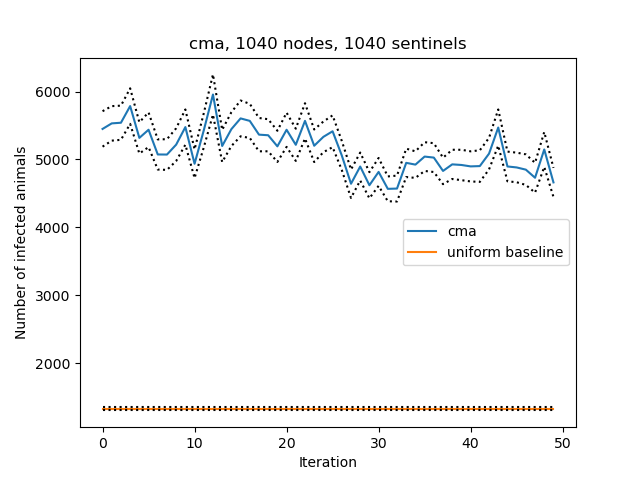 cma, 1040 nodes, 1040 sentinels
Number of infected animals
6000
5000
4000
3000
2000
cma
uniform baseline
0
10
20
30
40
50
Iteration